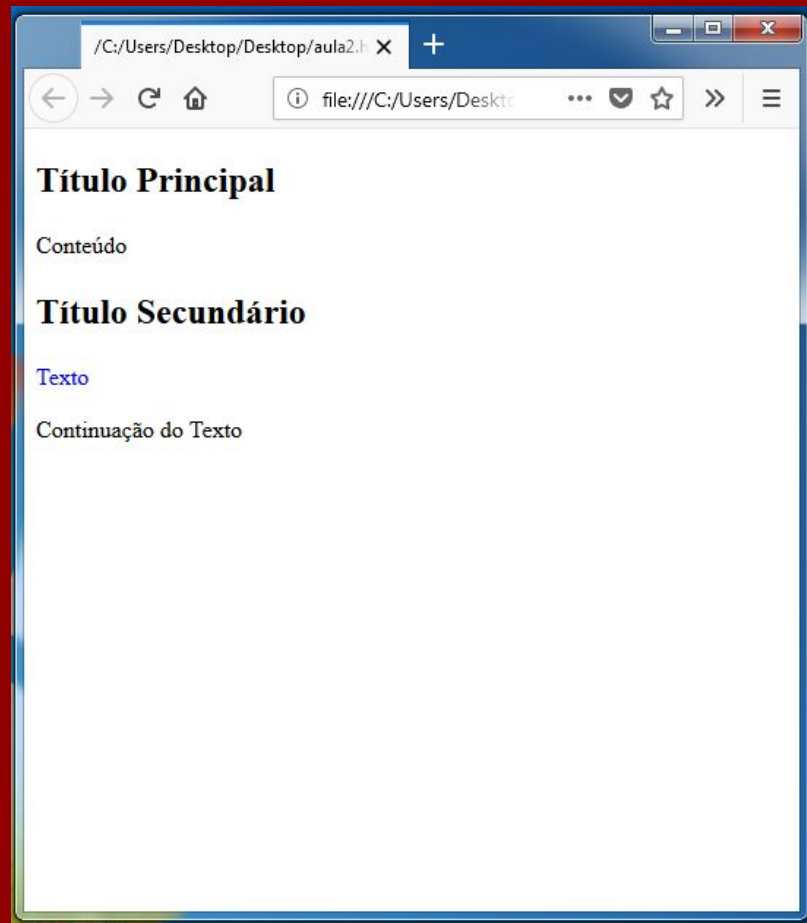 /C:/Users/Desktop/Desktop/aula2.h
file:///C:/Users/Deskto
Título Principal
Conteúdo
Título Secundário
Texto
Continuação do Texto